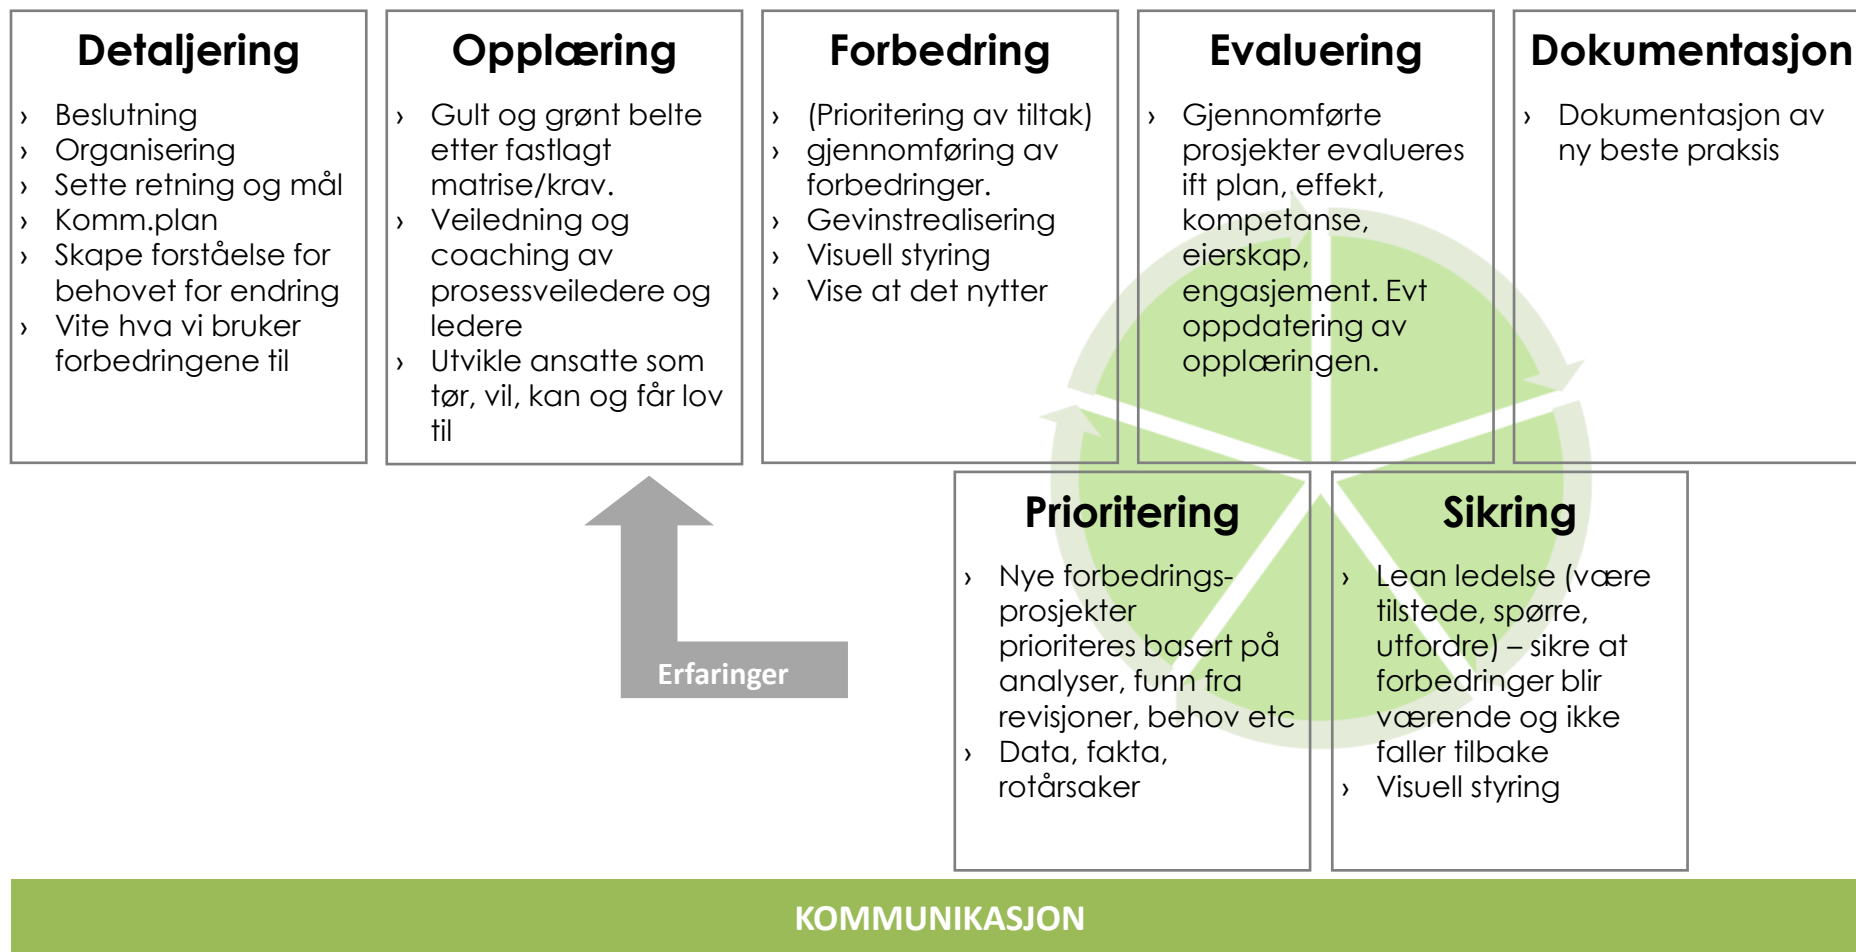 Detaljering
› Beslutning
› Organisering
› Sette retning og mål
› Komm.plan
› Skape forståelse for
behovet for endring
› Vite hva vi bruker
forbedringene til
Opplæring
› Gult og grønt belte
etter fastlagt
matrise/krav.
› Veiledning og
coaching av
prosessveiledere og
ledere
› Utvikle ansatte som
tør, vil, kan og får lov
til
Forbedring
› (Prioritering av tiltak)
› gjennomføring av
forbedringer.
› Gevinstrealisering
› Visuell styring
› Vise at det nytter
Evaluering
› Gjennomførte
prosjekter evalueres
ift plan, effekt,
kompetanse,
eierskap,
engasjement. Evt
oppdatering av
opplæringen.
Dokumentasjon
› Dokumentasjon av
ny beste praksis
Erfaringer
Prioritering
› Nye forbedrings-
prosjekter
prioriteres basert på
analyser, funn fra
revisjoner, behov etc
› Data, fakta,
rotårsaker
Sikring
› Lean ledelse (være
tilstede, spørre,
utfordre) – sikre at
forbedringer blir
værende og ikke
faller tilbake
› Visuell styring
KOMMUNIKASJON